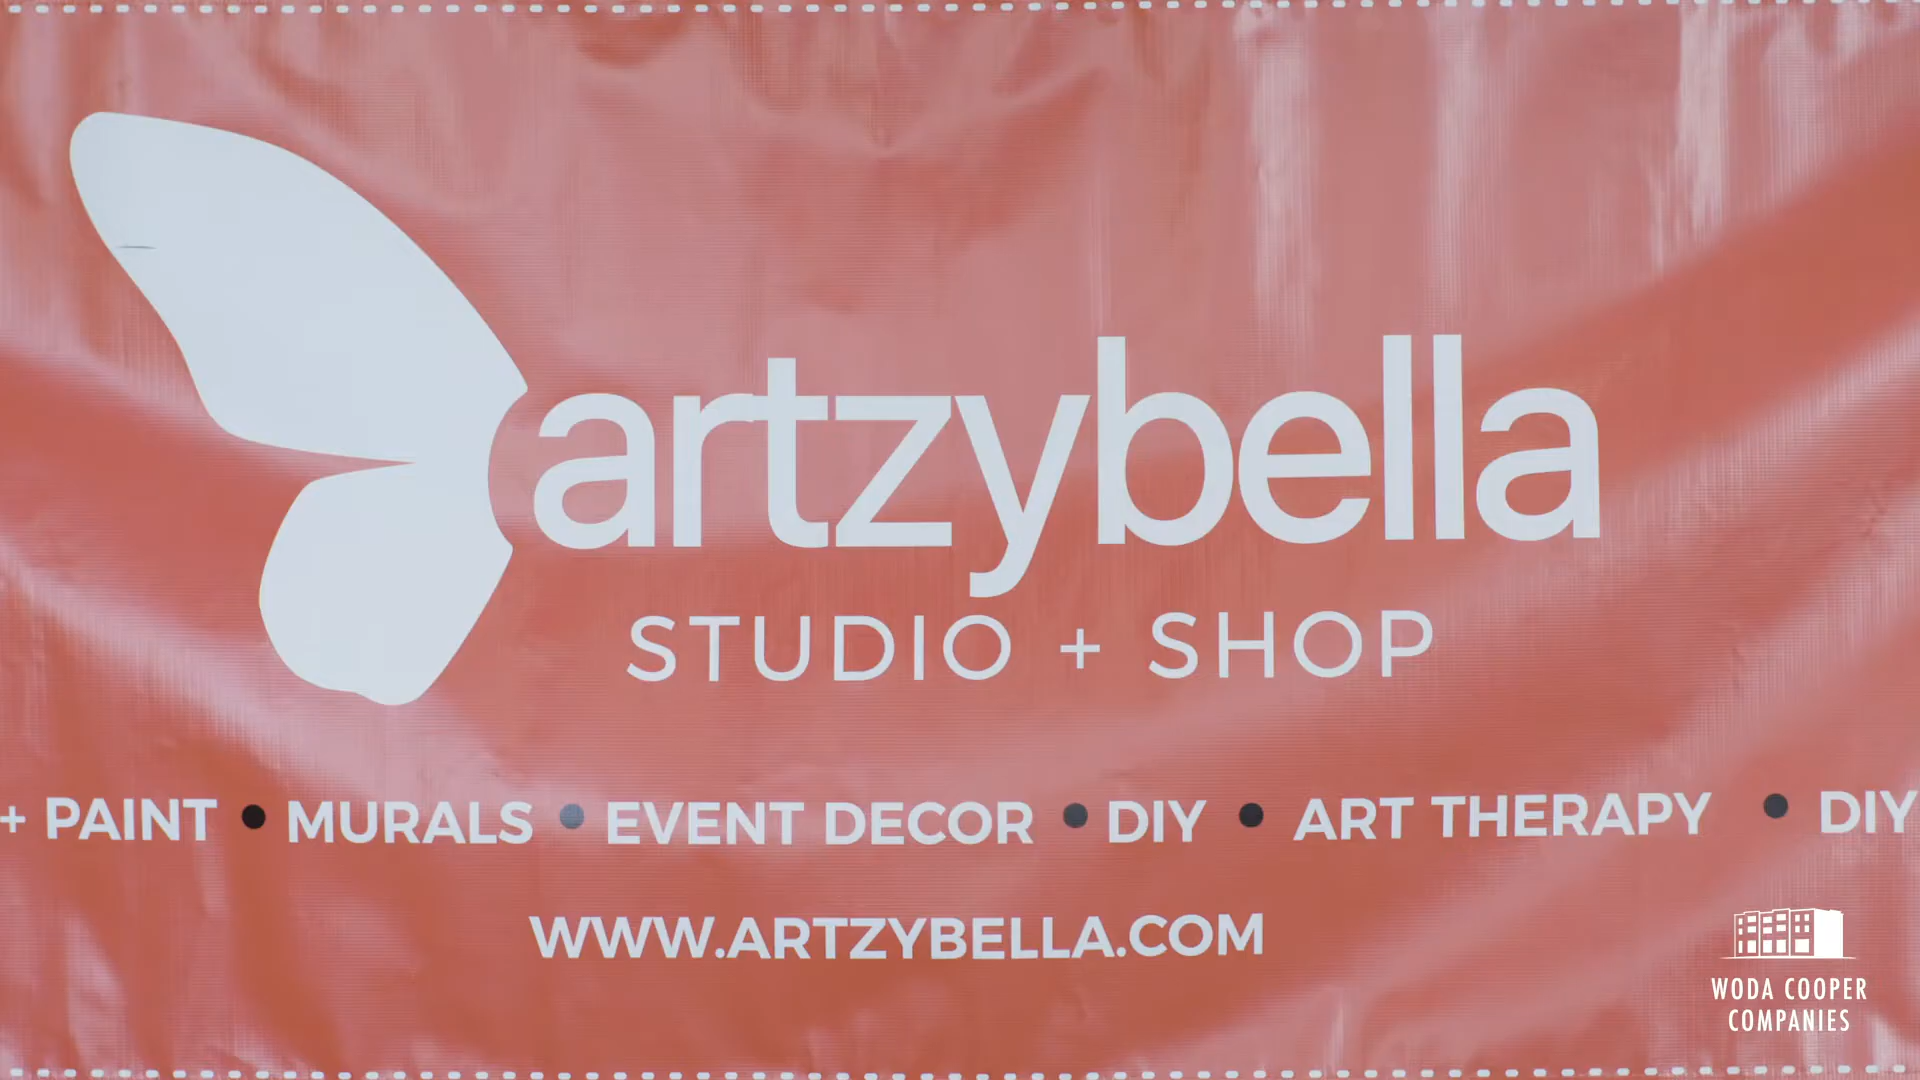 artzybella
STUDIO + SHOP
+ PAINT • MURALS • EVENT DECOR • DIY • ART THERAPY • DIY
WWW.ARTZYBELLA.COM
WODA COOPER
COMPANIES